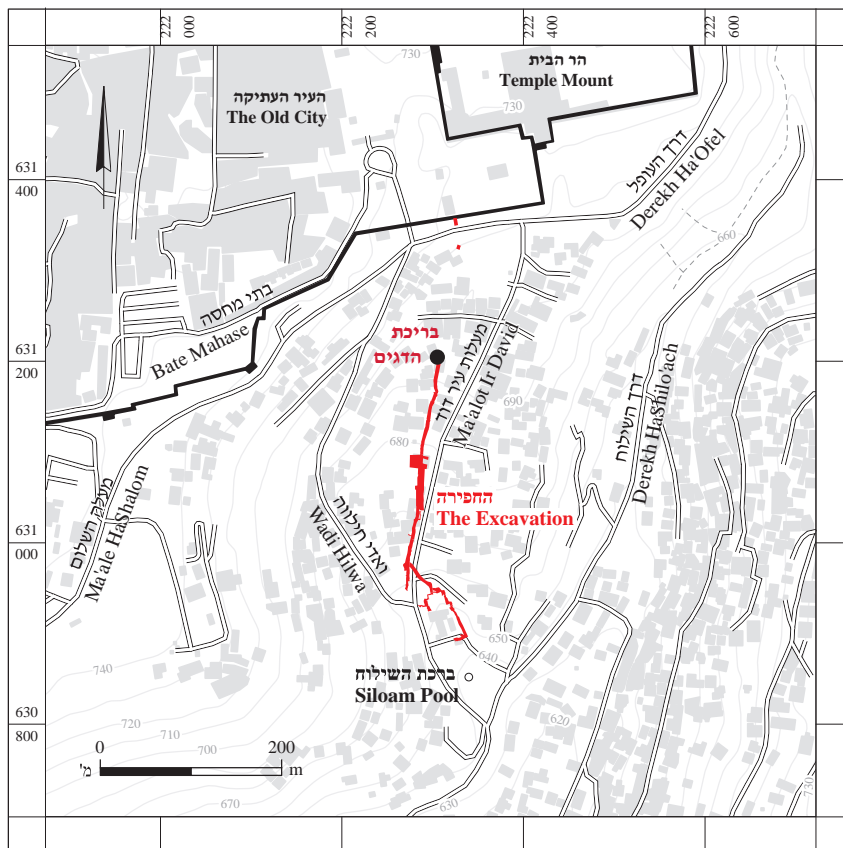 222
000
222
200
222
400
222
600
730
הר הבית
Temple Mount
730
העיר העתיקה
The Old City
631
400
דרך העופל
Derekh Ha'Ofel
660
בתי מחסה
Bate Mahase
בריכת
הדגים
מעלות עיר דוד
Ma'alot Ir David
631
200
690
680
דרך השילוח
Derekh HaShilo'ach
החפירה
The Excavation
מעלה השלום
Ma'ale HaShalom
ואדי חילווה
Wadi Hilwa
631
000
650
640
ברכת השילוח
Siloam Pool
740
720
710
700
670
620
630
730
630
800
0
200
מ'
m